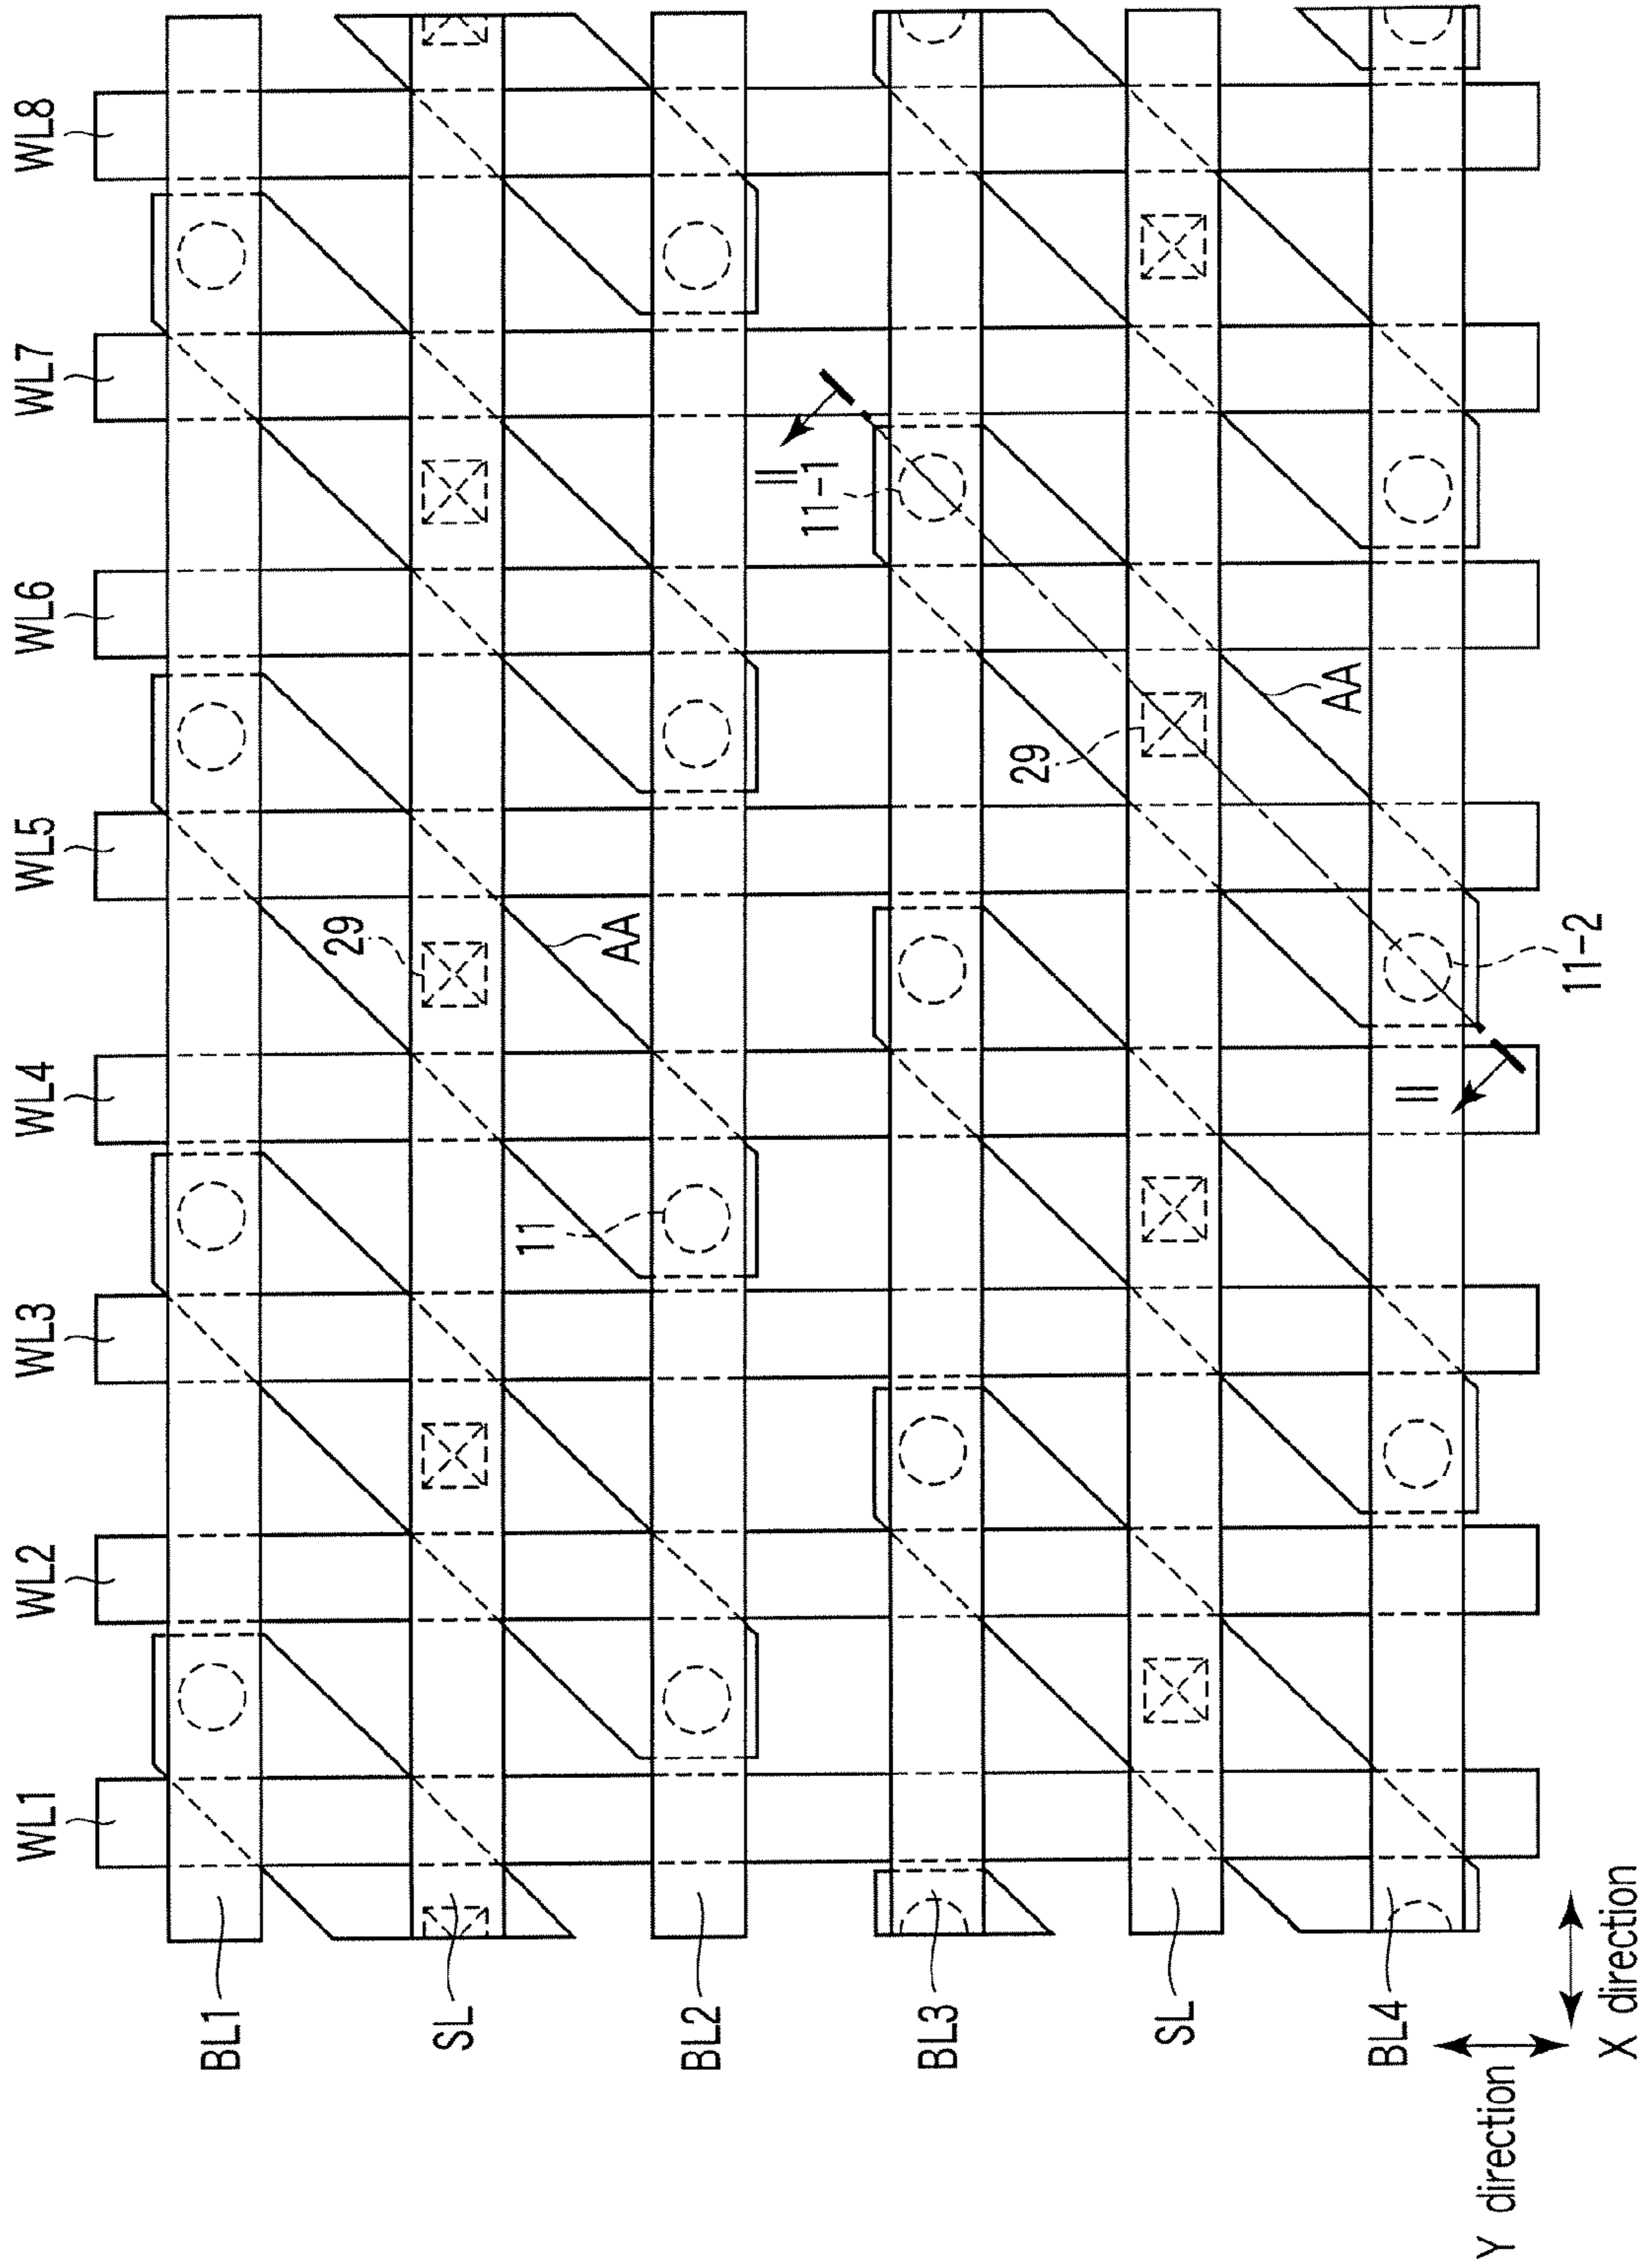 WL1
WL2
WL3
WL4
WL5
WL6
WL7
WL8
BL1
29
SL
11
AA
BL2
II
11-1
BL3
29
SL
AA
BL4
II
Y direction
11-2
X direction